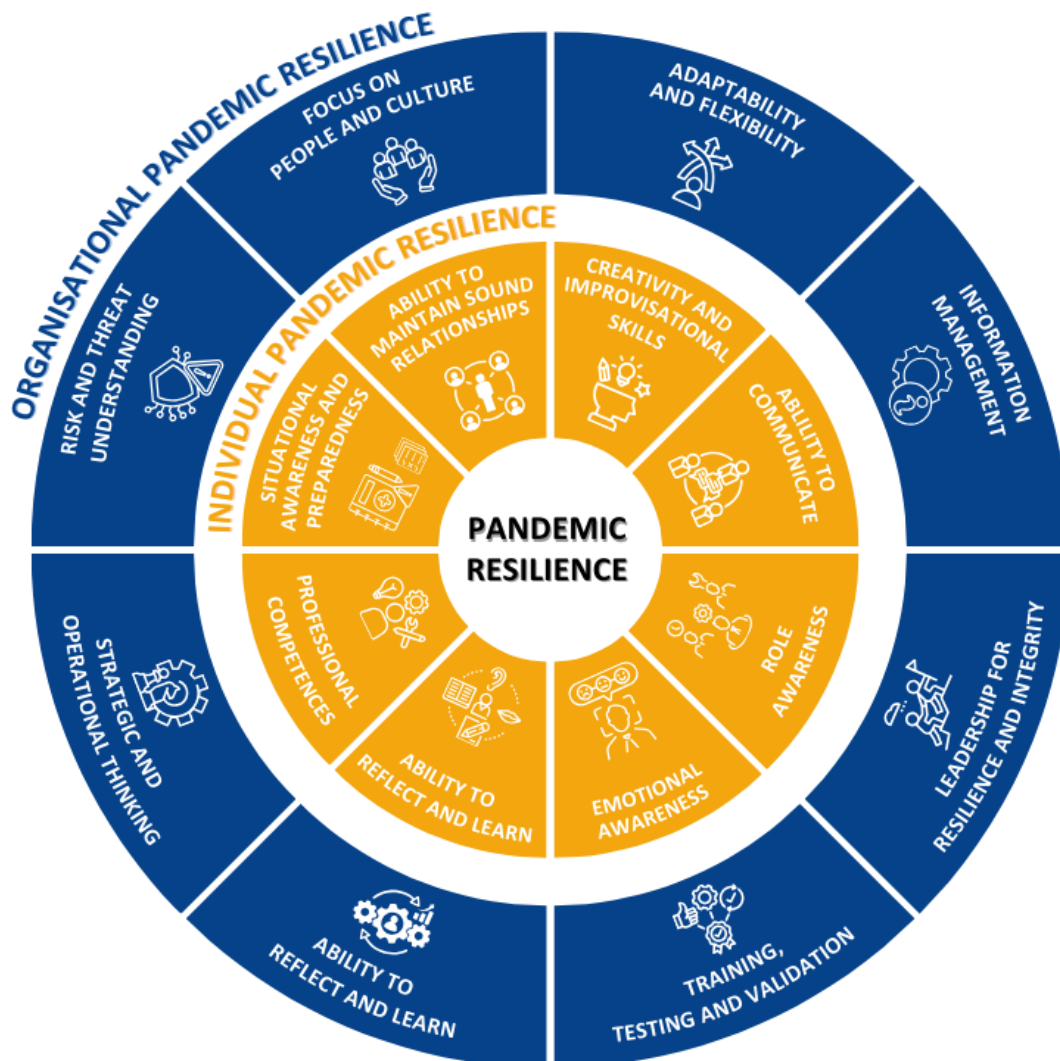 ORGANISATIONAL PANDEMIC RESILIENCE
FOCUS ON
PEOPLE AND CULTURE
ADAPTABILITY
AND FLEXIBILITY
INFORMATION
MANAGEMENT
LEADERSHIP FOR
RESILIENCE AND INTEGRITY
TRAINING,
TESTING AND VALIDATION
ABILITY TO
REFLECT AND LEARN
STRATEGIC AND
OPERATIONAL THINKING
RISK AND THREAT
UNDERSTANDING
INDIVIDUAL PANDEMIC RESILIENCE
ABILITY TO
MAINTAIN SOUND
RELATIONSHIPS
CREATIVITY AND
IMPROVISATIONAL
SKILLS
ABILITY TO
COMMUNICATE
ROLE
AWARENESS
EMOTIONAL
AWARENESS
ABILITY TO
REFLECT AND LEARN
PROFESSIONAL
COMPETENCES
SITUATIONAL
AWARENESS AND
PREPAREDNESS
PANDEMIC
RESILIENCE